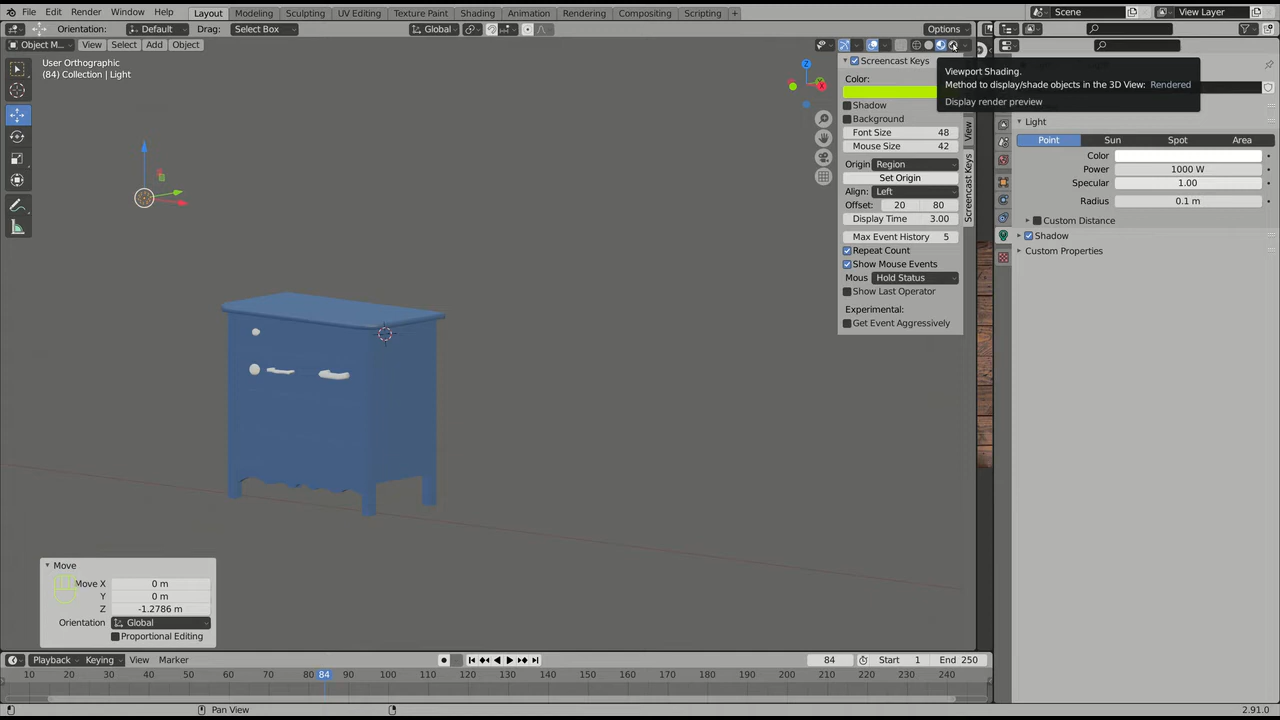 File Edit Render Window Help Layout Modeling Sculpting UV Editing Texture Paint Shading Animation Rendering Compositing Scripting + Scene View Layer
Orientation: Default Drag: Select Box Global Options
Object M... View Select Add Object
User Orthographic
(84) Collection | Light
Screencast Keys
Color:
Shadow
Background
Font Size 48
Mouse Size 42
Origin Region
Set Origin
Align: Left
Offset: 20 80
Display Time 3.00
Max Event History 5
Repeat Count
Show Mouse Events
Mous Hold Status
Show Last Operator
Experimental:
Get Event Aggressively
View
Screencast Keys
Z
X
Viewport Shading.
Method to display/shade objects in the 3D View: Rendered
Display render preview
Light
Point Sun Spot Area
Color
Power 1000 W
Specular 1.00
Radius 0.1 m
Custom Distance
Shadow
Custom Properties
Move
Move X 0 m
Y 0 m
Z -1.2786 m
Orientation Global
Proportional Editing
Playback Keying View Marker 84 Start 1 End 250
10 20 30 40 50 60 70 80 84 90 100 110 120 130 140 150 160 170 180 190 200 210 220 230 240 250
Pan View 2.91.0